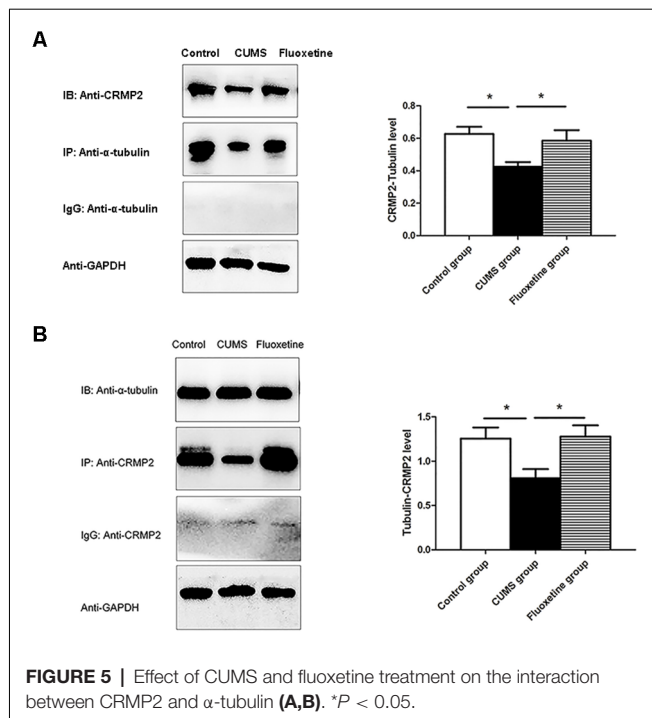 A
Control CUMS Fluoxetine
IB: Anti-CRMP2
IP: Anti-α-tubulin
IgG: Anti-α-tubulin
Anti-GAPDH
CRMP2-Tubulin level
0.8
0.6
0.4
0.2
0.0
* *
Control group
CUMS group
Fluoxetine group
B
Control CUMS Fluoxetine
IB: Anti-α-tubulin
IP: Anti-CRMP2
IgG: Anti-CRMP2
Anti-GAPDH
Tubulin-CRMP2 level
1.5
1.0
0.5
0.0
* *
Control group
CUMS group
Fluoxetine group
FIGURE 5 | Effect of CUMS and fluoxetine treatment on the interaction
between CRMP2 and α-tubulin (A,B). *P < 0.05.